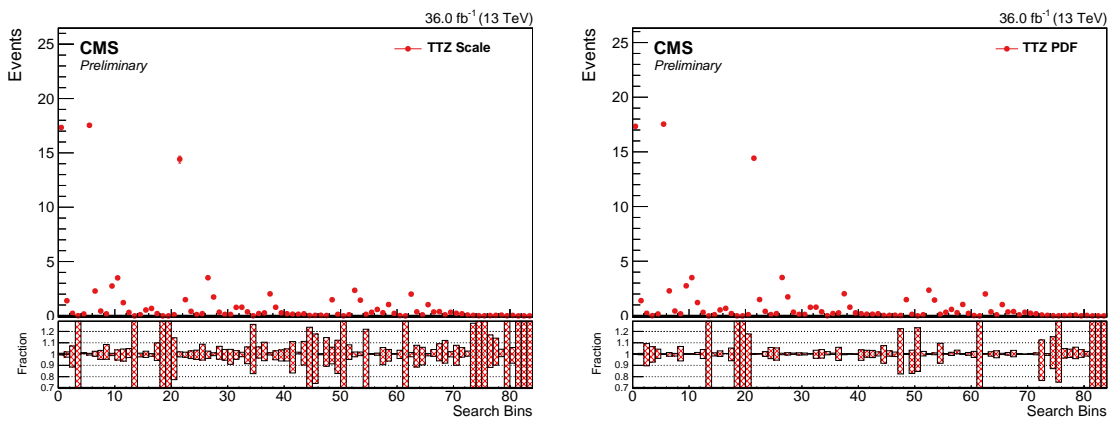 36.0 fb⁻¹ (13 TeV)
CMS
Preliminary
TTZ Scale
Events
25
20
15
10
5
0
Fraction
1.2
1.1
1
0.9
0.8
0.7
0 10 20 30 40 50 60 70 80
Search Bins
36.0 fb⁻¹ (13 TeV)
CMS
Preliminary
TTZ PDF
Events
25
20
15
10
5
0
Fraction
1.2
1.1
1
0.9
0.8
0.7
0 10 20 30 40 50 60 70 80
Search Bins